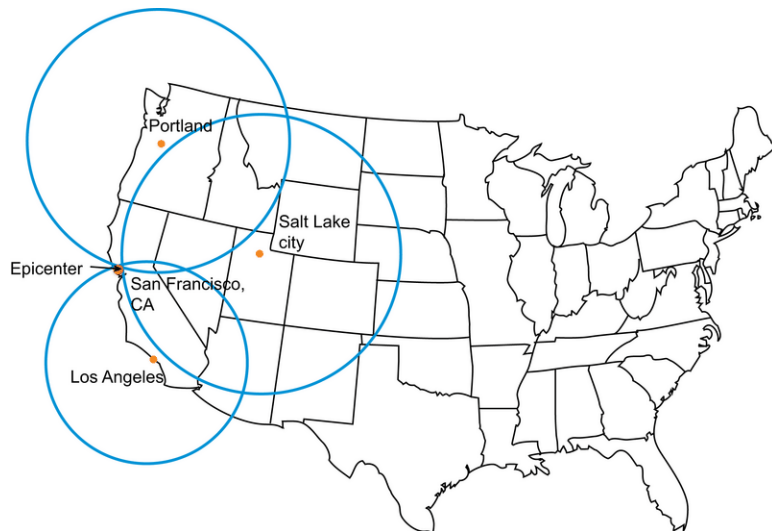 Portland
Salt Lake
city
Epicenter
San Francisco,
CA
Los Angeles